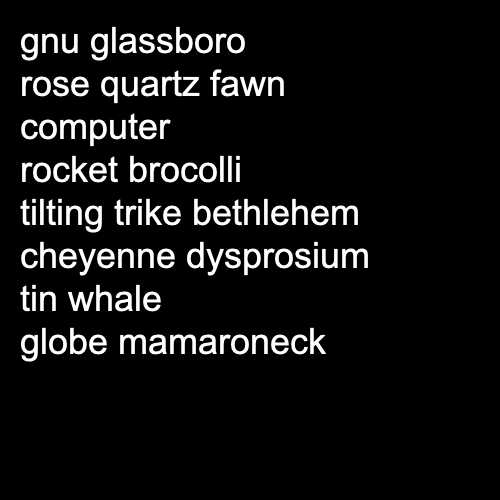 gnu glassboro
rose quartz fawn
computer
rocket brocolli
tilting trike bethlehem
cheyenne dysprosium
tin whale
globe mamaroneck